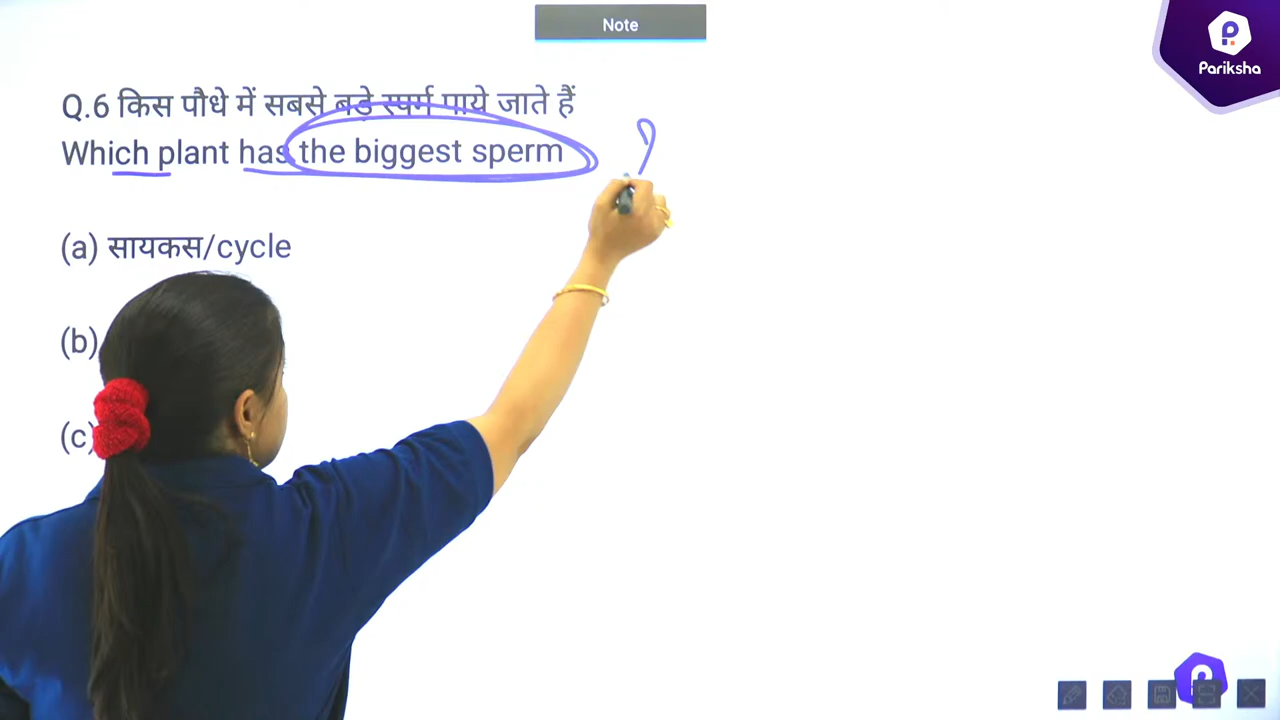 Note
Pariksha
Q.6 किस पौधे में सबसे बडे स्पर्म पाये जाते हैं
Which plant has the biggest sperm
(a) सायकस/cycle
(b)
(c)